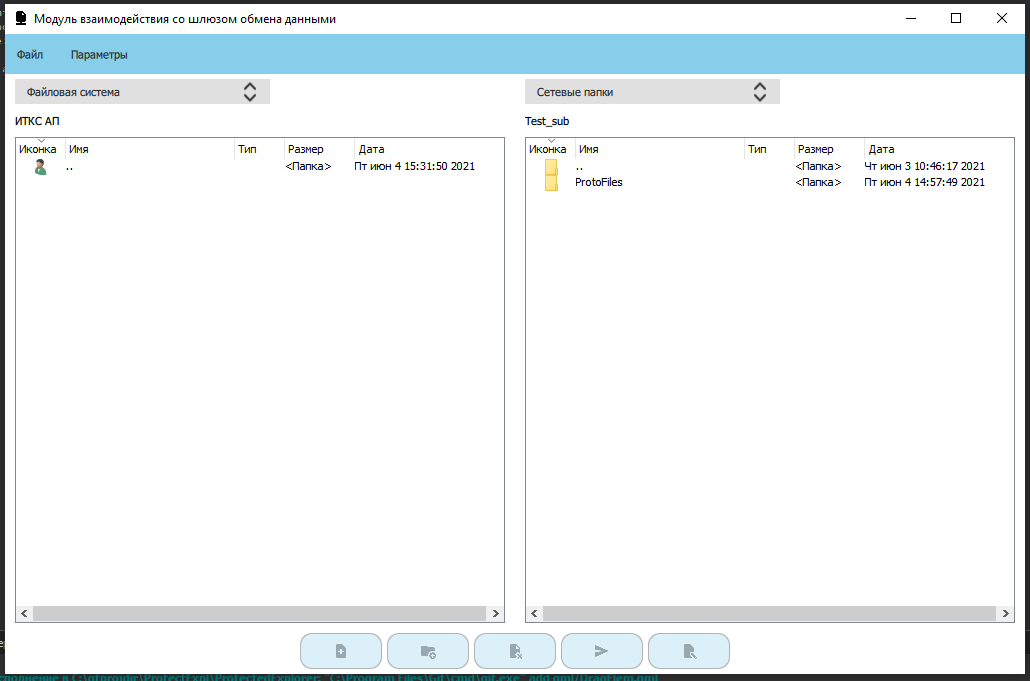 Модуль взаимодействия со шлюзом обмена данными
Файл Параметры
Файловая система Сетевые папки
ИТКС АП Test_sub
Иконка Имя Тип Размер Дата Иконка Имя Тип Размер Дата
.. <Папка> Пт июн 4 15:31:50 2021 .. <Папка> Чт июн 3 10:46:17 2021
ProtoFiles <Папка> Пт июн 4 14:57:49 2021